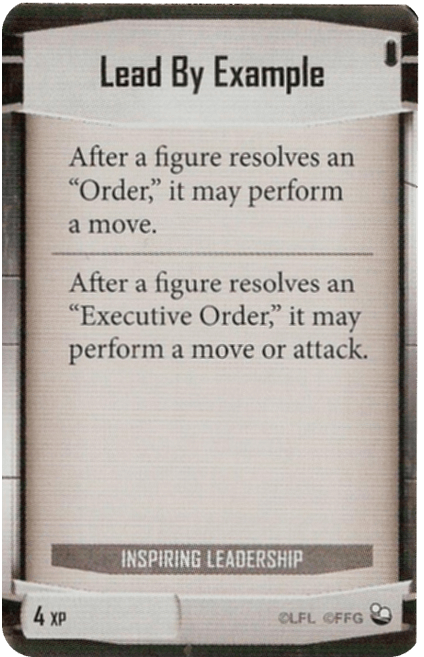 Lead By Example
After a figure resolves an
“Order,” it may perform
a move.
After a figure resolves an
“Executive Order,” it may
perform a move or attack.
INSPIRING LEADERSHIP
4 XP
©LFL ©FFG